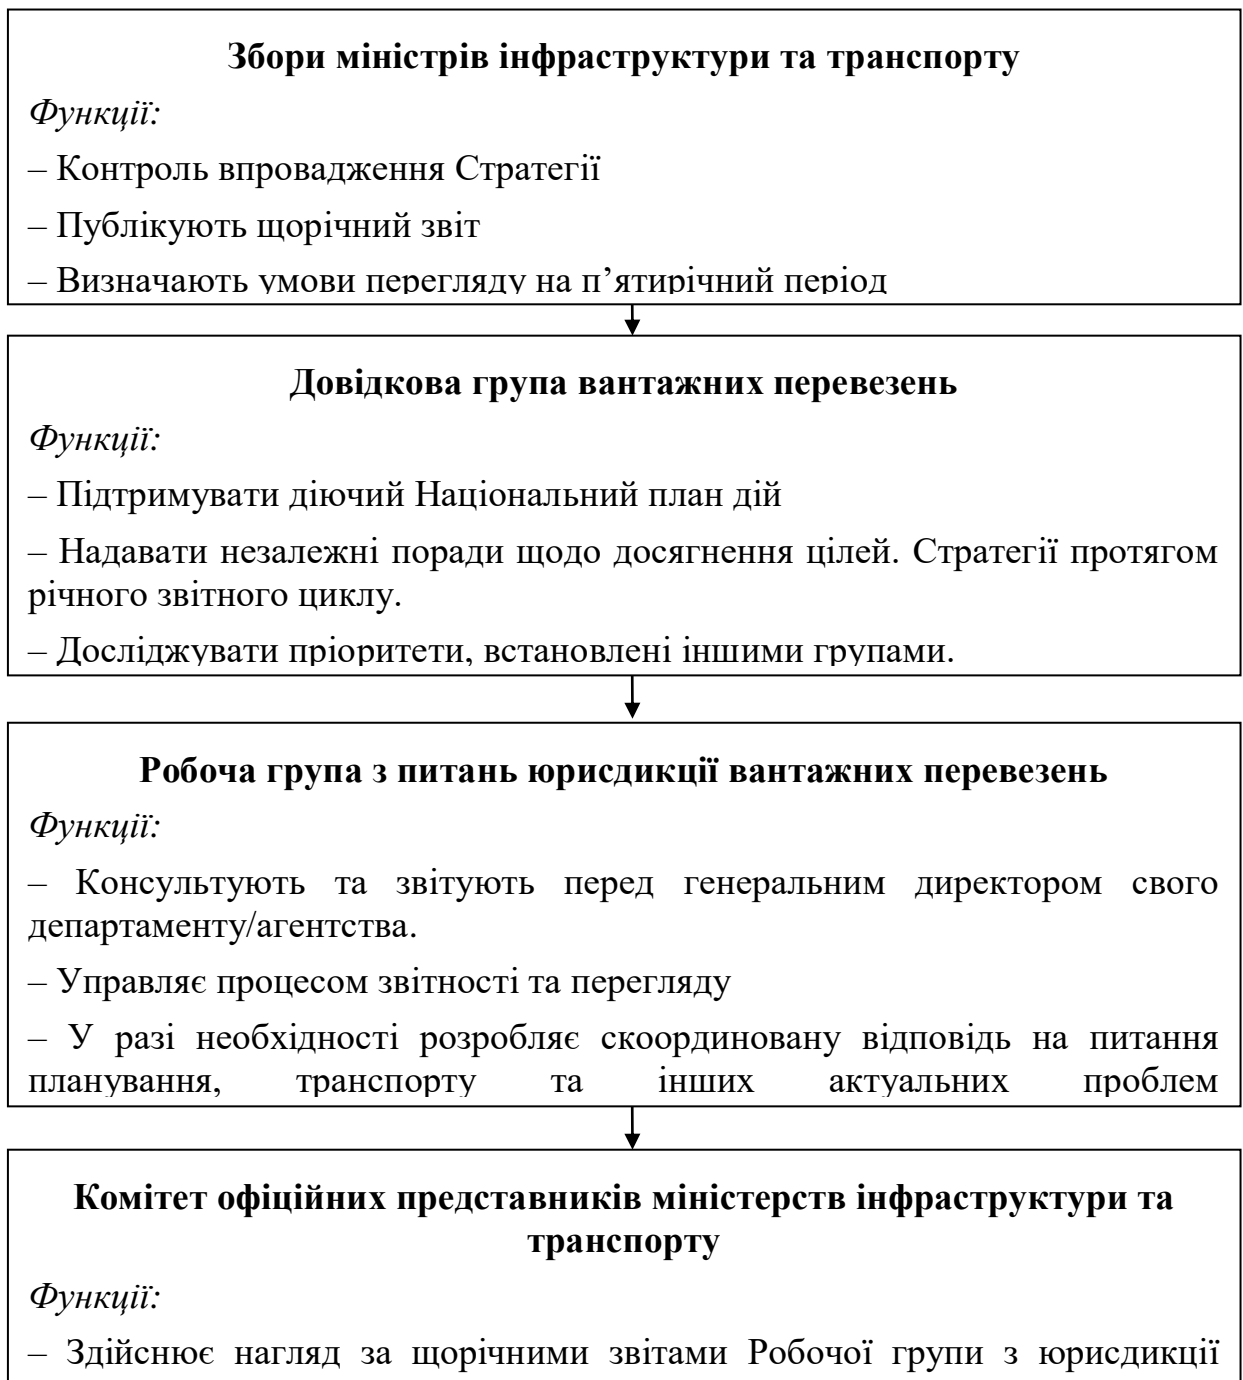 Збори міністрів інфраструктури та транспорту
Функції:
– Контроль впровадження Стратегії
– Публікують щорічний звіт
– Визначають умови перегляду на п’ятирічний період
Довідкова група вантажних перевезень
Функції:
– Підтримувати діючий Національний план дій
– Надавати незалежні поради щодо досягнення цілей. Стратегії протягом
річного звітного циклу.
– Досліджувати пріоритети, встановлені іншими групами.
Робоча група з питань юрисдикції вантажних перевезень
Функції:
– Консультують та звітують перед генеральним директором свого
департаменту/агентства.
– Управляє процесом звітності та перегляду
– У разі необхідності розробляє скоординовану відповідь на питання
планування, транспорту та інших актуальних проблем
Комітет офіційних представників міністерств інфраструктури та
транспорту
Функції:
– Здійснює нагляд за щорічними звітами Робочої групи з юрисдикції